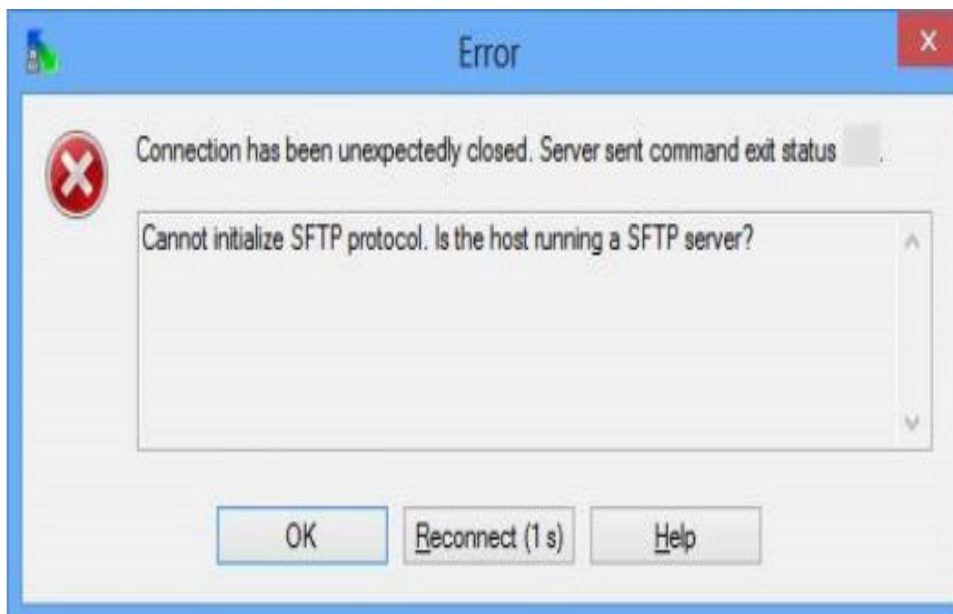 Error
X
Connection has been unexpectedly closed. Server sent command exit status .
Cannot initialize SFTP protocol. Is the host running a SFTP server?
OK
Reconnect (1 s)
Help